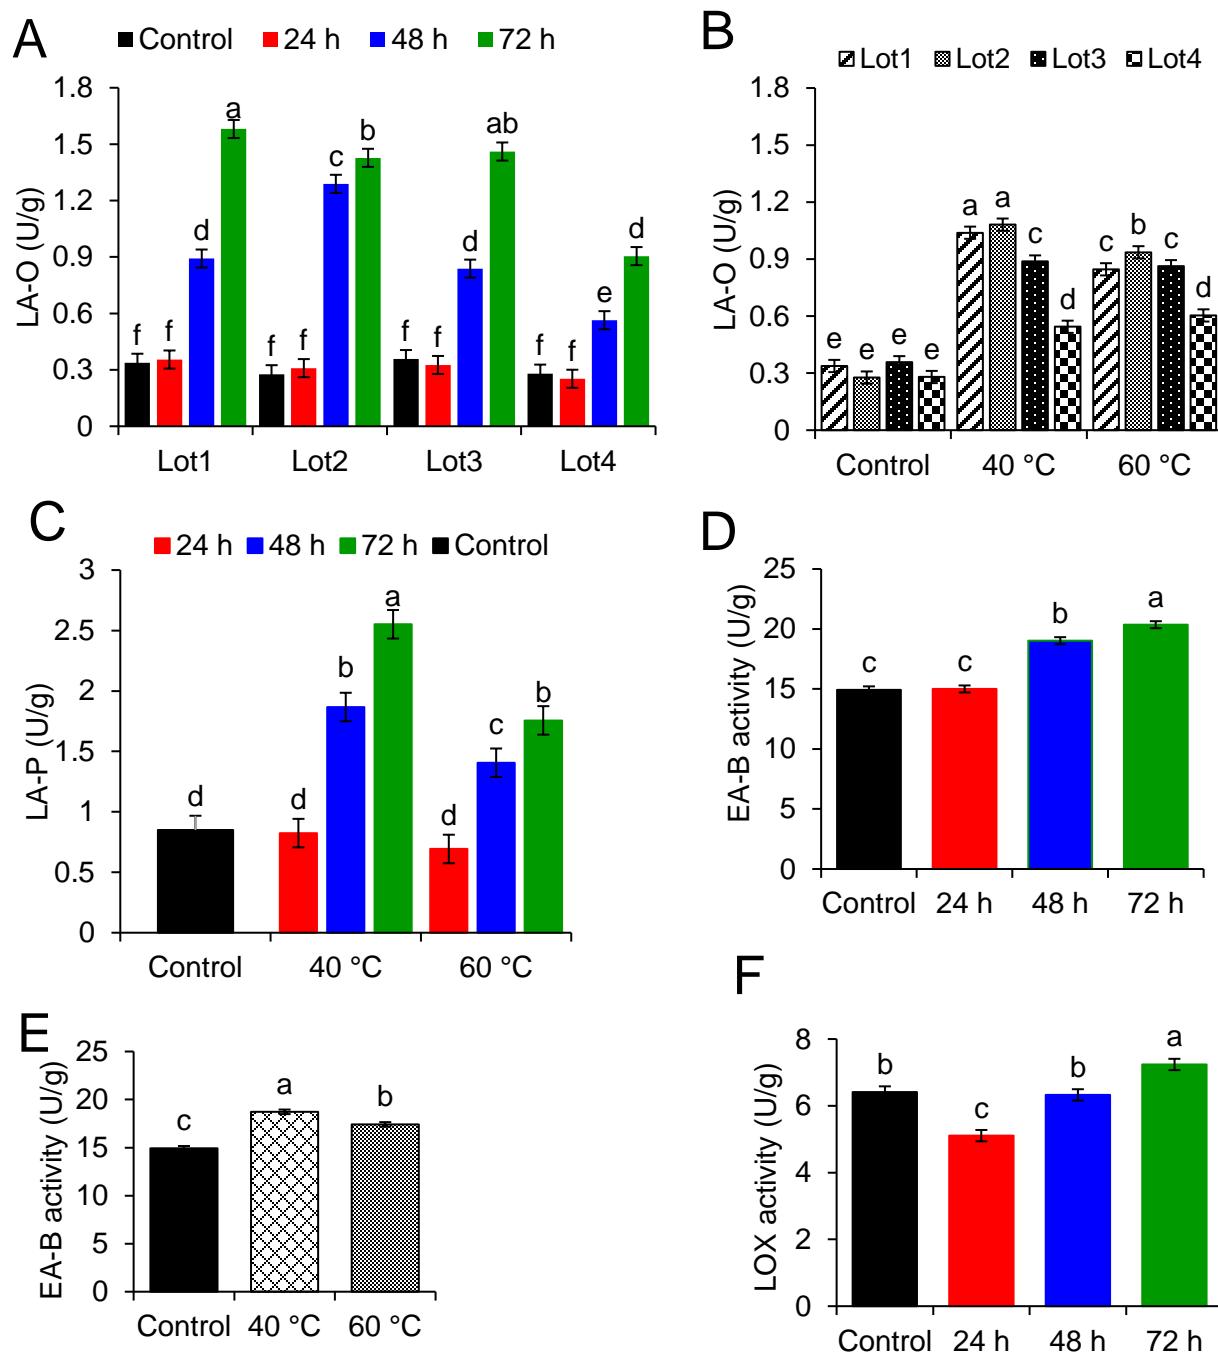 A
Control 24 h 48 h 72 h
LA-O (U/g)
1.8
1.5
1.2
0.9
0.6
0.3
0
f f d a
f f c b
f f d ab
f f e d
Lot1 Lot2 Lot3 Lot4
B
Lot1 Lot2 Lot3 Lot4
LA-O (U/g)
1.8
1.5
1.2
0.9
0.6
0.3
0
e e e e
a a c d
c b c d
Control 40 °C 60 °C
C
24 h 48 h 72 h Control
LA-P (U/g)
3
2.5
2
1.5
1
0.5
0
d
d b a
d c b
Control 40 °C 60 °C
D
EA-B activity (U/g)
25
20
15
10
5
0
c c b a
Control 24 h 48 h 72 h
E
EA-B activity (U/g)
25
20
15
10
5
0
c a b
Control 40 °C 60 °C
F
LOX activity (U/g)
8
6
4
2
0
b c b a
Control 24 h 48 h 72 h